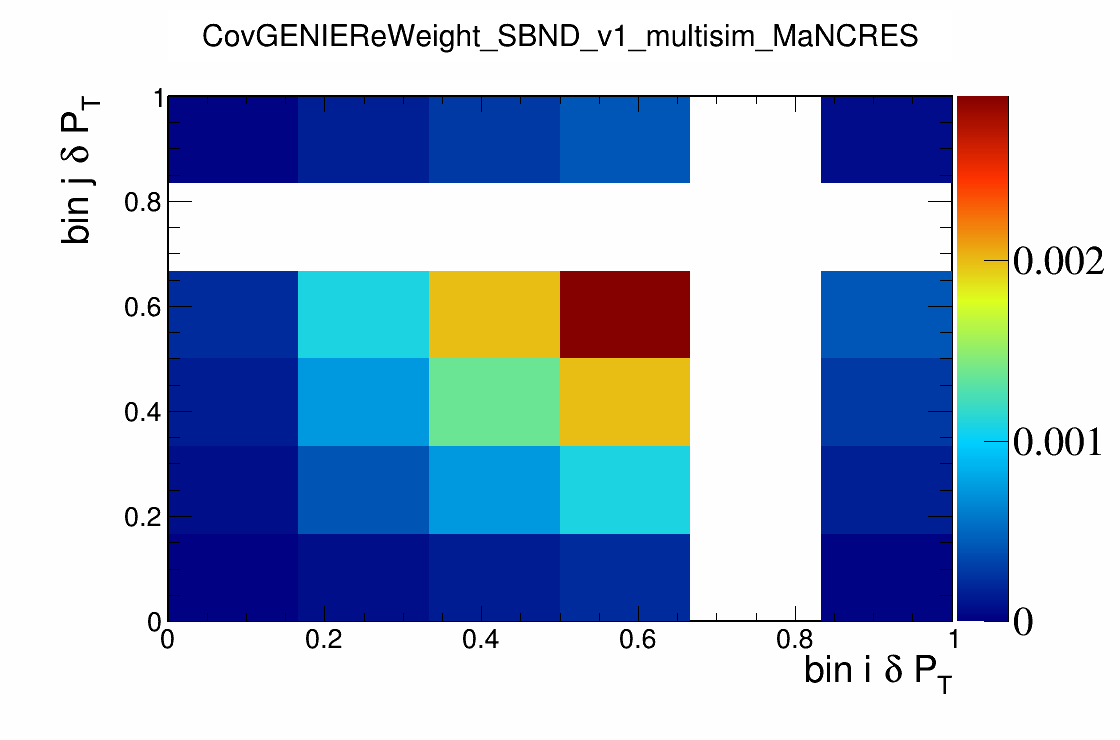 CovGENIEReWeight_SBND_v1_multisim_MaNCRES
bin j δ P_T
1
0.8
0.6
0.4
0.2
0
0 0.2 0.4 0.6 0.8 1
bin i δ P_T
0.002
0.001
0